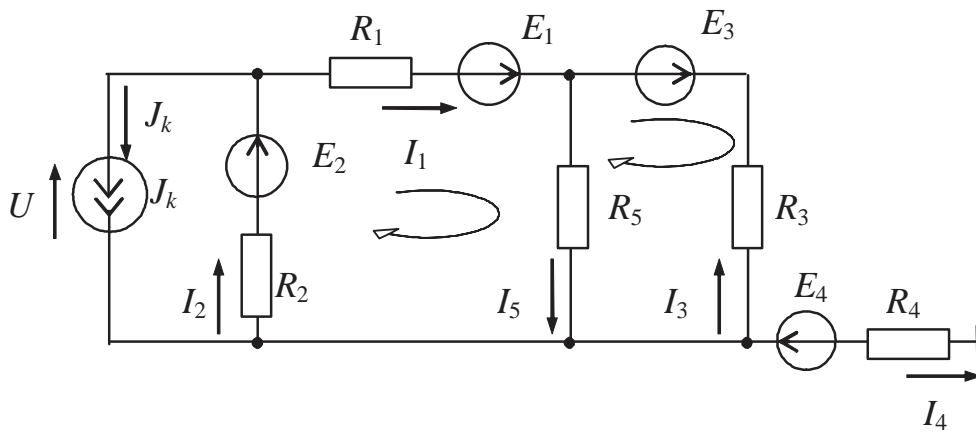 R1 E1 E3
Jk
E2 I1
U Jk R5 R3
I2 R2 I5 I3 E4 R4
I4